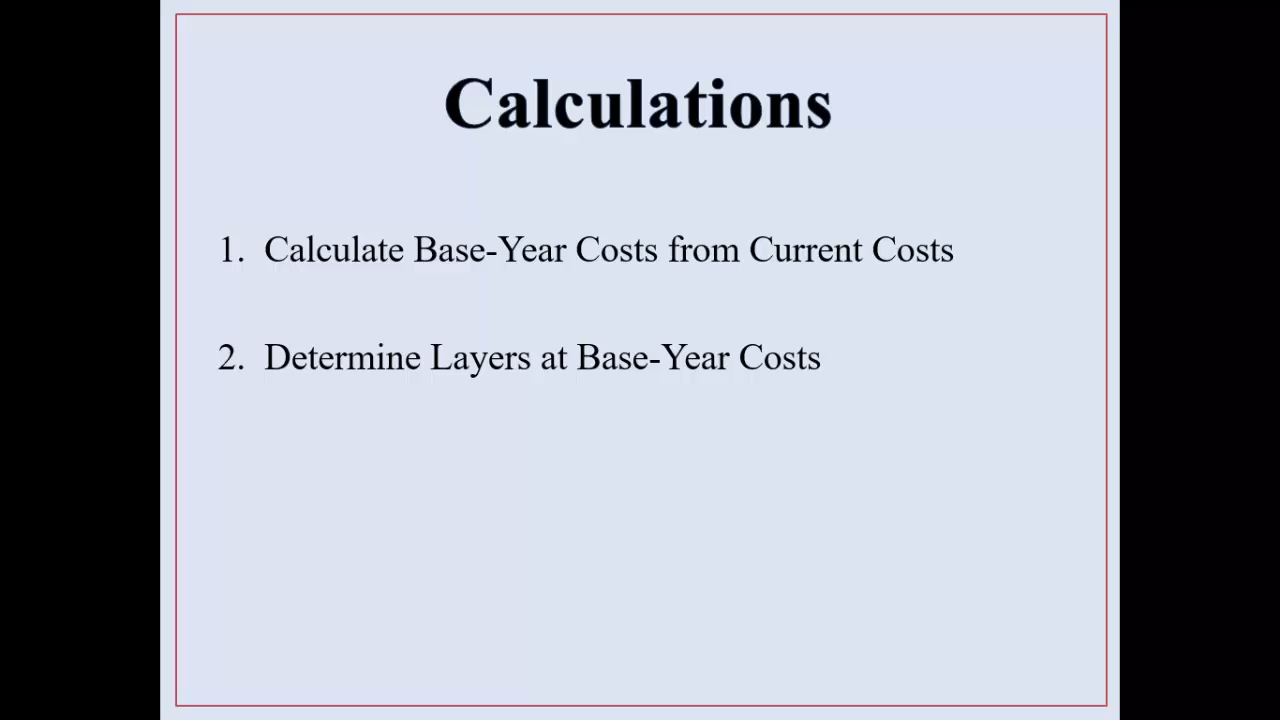 Calculations
1. Calculate Base-Year Costs from Current Costs
2. Determine Layers at Base-Year Costs